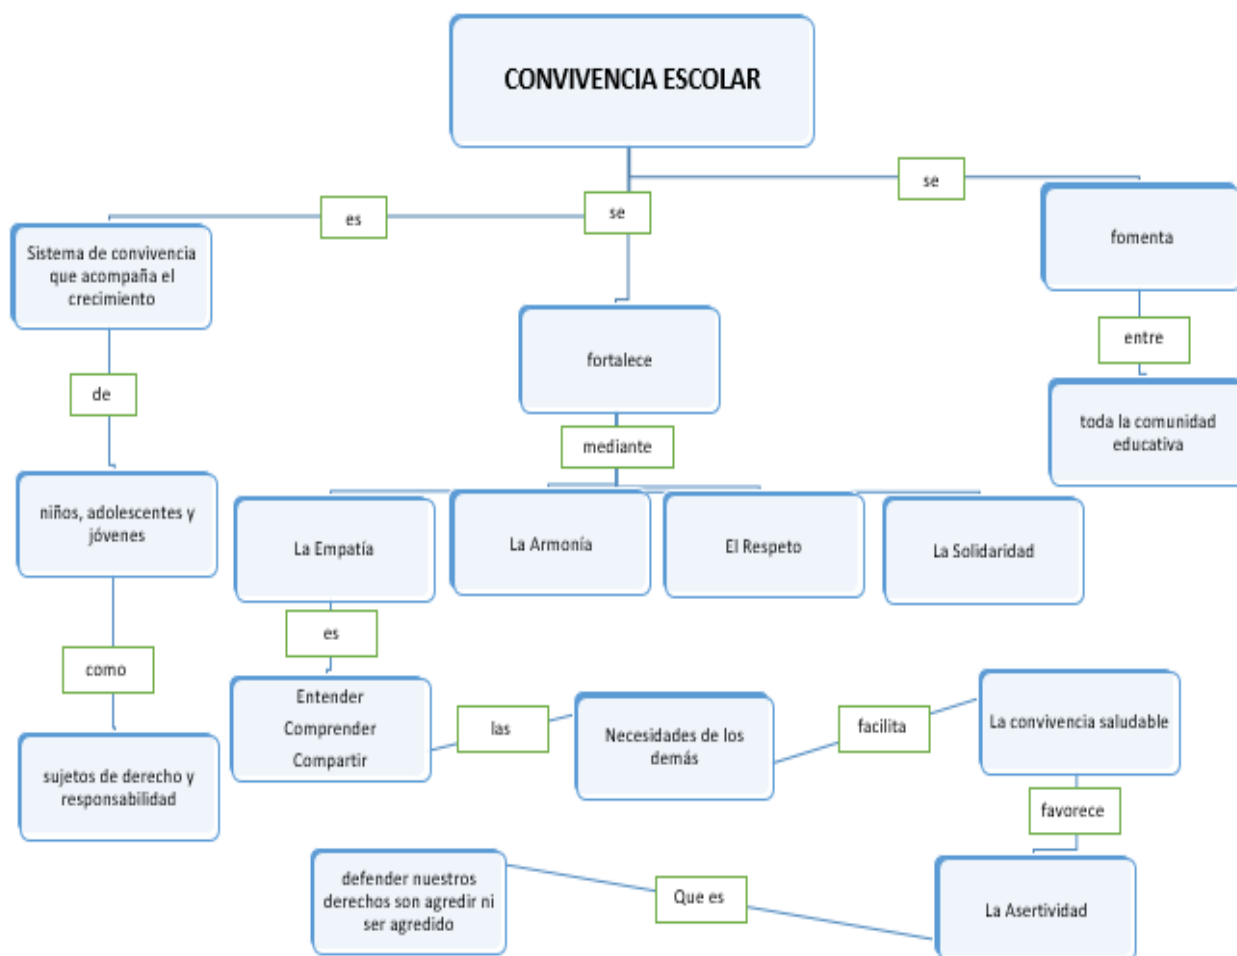 CONVIVENCIA ESCOLAR
es
se
se
Sistema de convivencia
que acompaña el
crecimiento
fomenta
fortalece
entre
de
toda la comunidad
educativa
mediante
niños, adolescentes y
jóvenes
La Empatía
La Armonía
El Respeto
La Solidaridad
es
como
Entender
Comprender
Compartir
las
Necesidades de los
demás
facilita
La convivencia saludable
sujetos de derecho y
responsabilidad
favorece
defender nuestros
derechos son agredir ni
ser agredido
Que es
La Asertividad